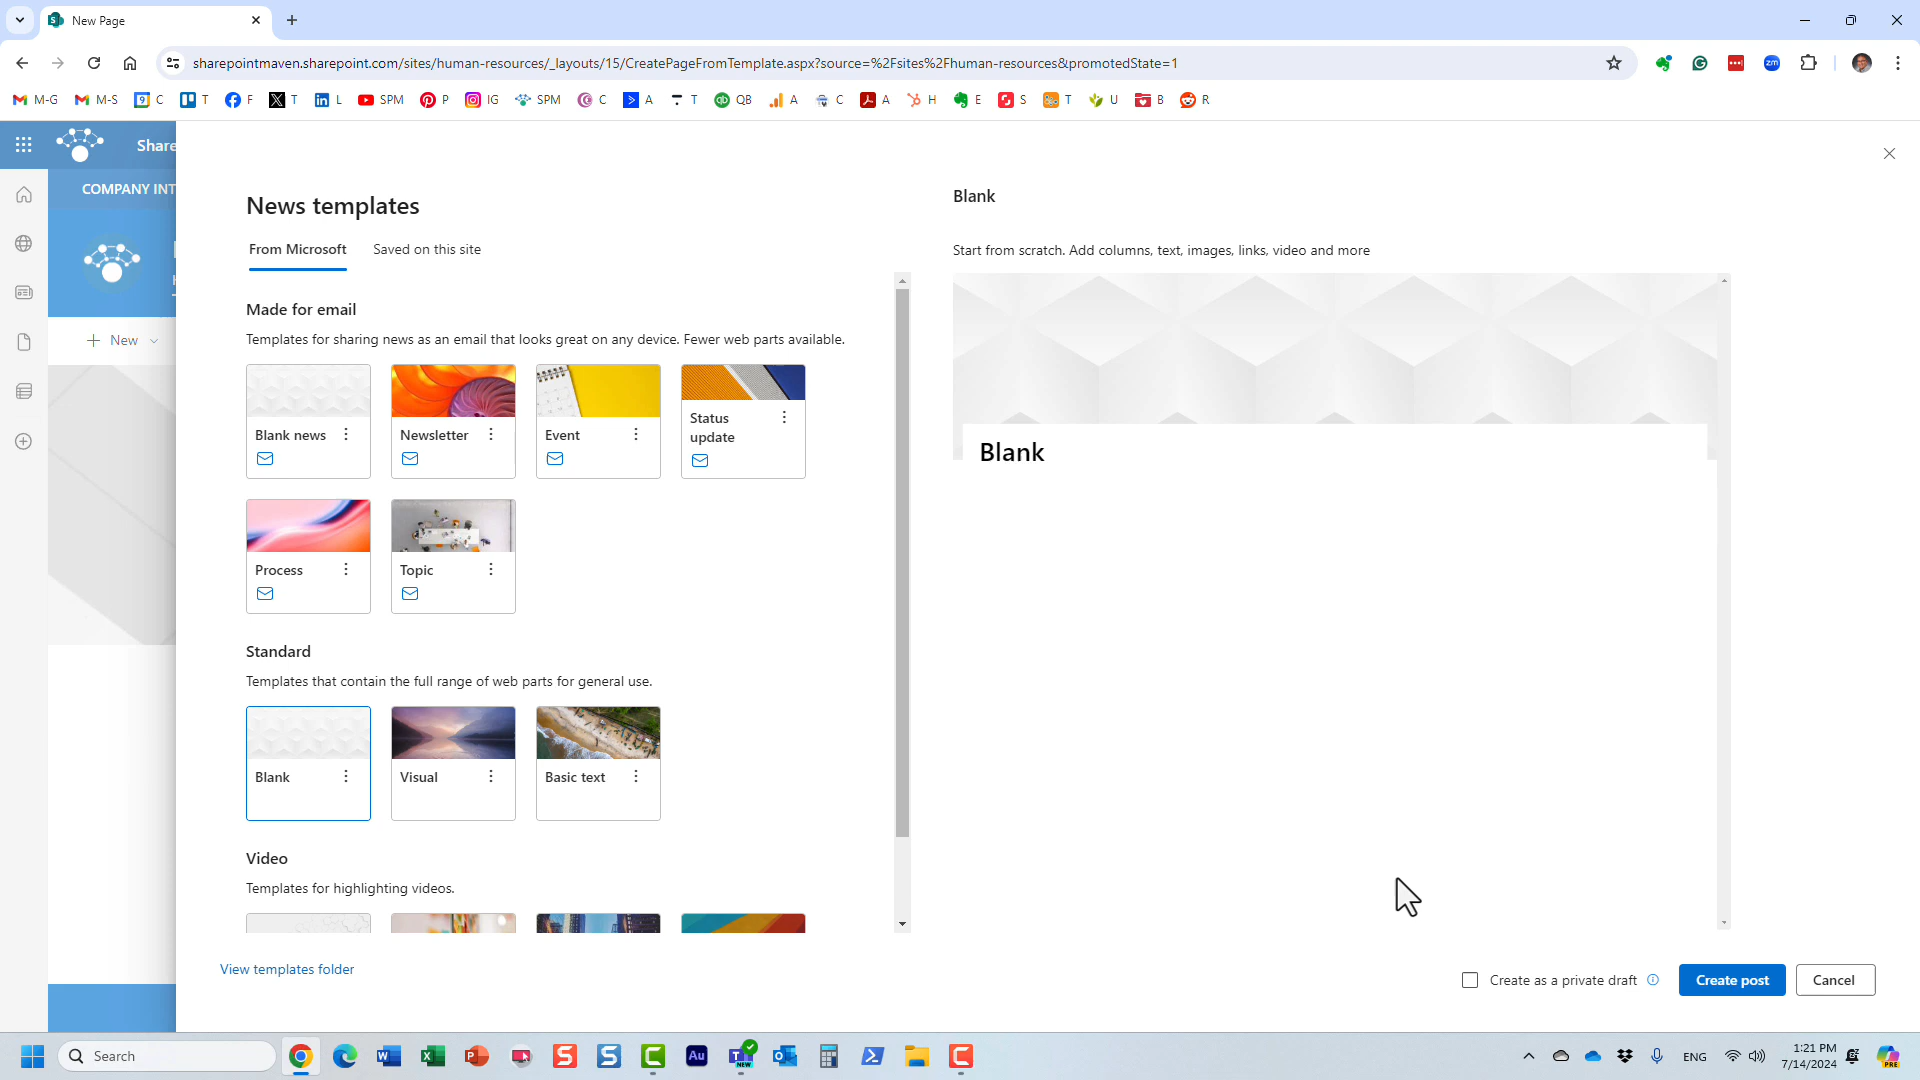 New Page
sharepointmaven.sharepoint.com/sites/human-resources/_layouts/15/CreatePageFromTemplate.aspx?source=%2Fsites%2Fhuman-resources&promotedState=1
M-G M-S C T F T L SPM P IG SPM C A T QB A C A H E S T U B R
Share
COMPANY INT
New
News templates
From Microsoft Saved on this site
Made for email
Templates for sharing news as an email that looks great on any device. Fewer web parts available.
Blank news Newsletter Event Status
update
Process Topic
Standard
Templates that contain the full range of web parts for general use.
Blank Visual Basic text
Video
Templates for highlighting videos.
View templates folder
Blank
Start from scratch. Add columns, text, images, links, video and more
Blank
Create as a private draft Create post Cancel
Search
ENG
1:21 PM
7/14/2024